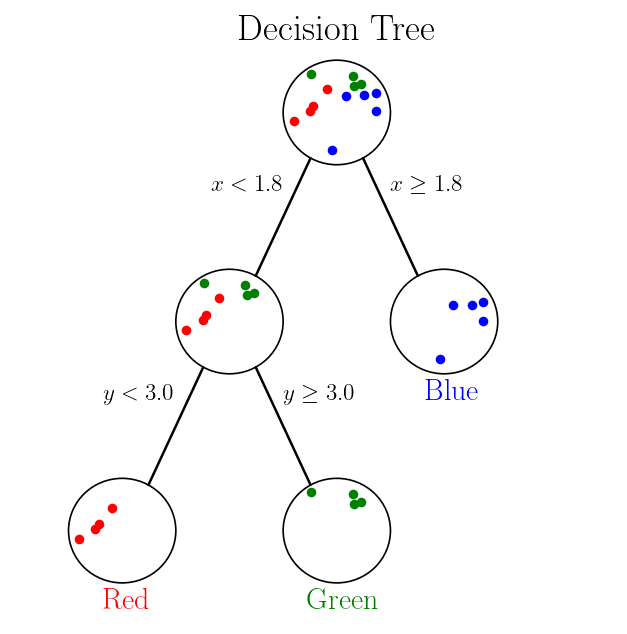 Decision Tree
x < 1.8
x ≥ 1.8
Blue
y < 3.0
y ≥ 3.0
Red
Green